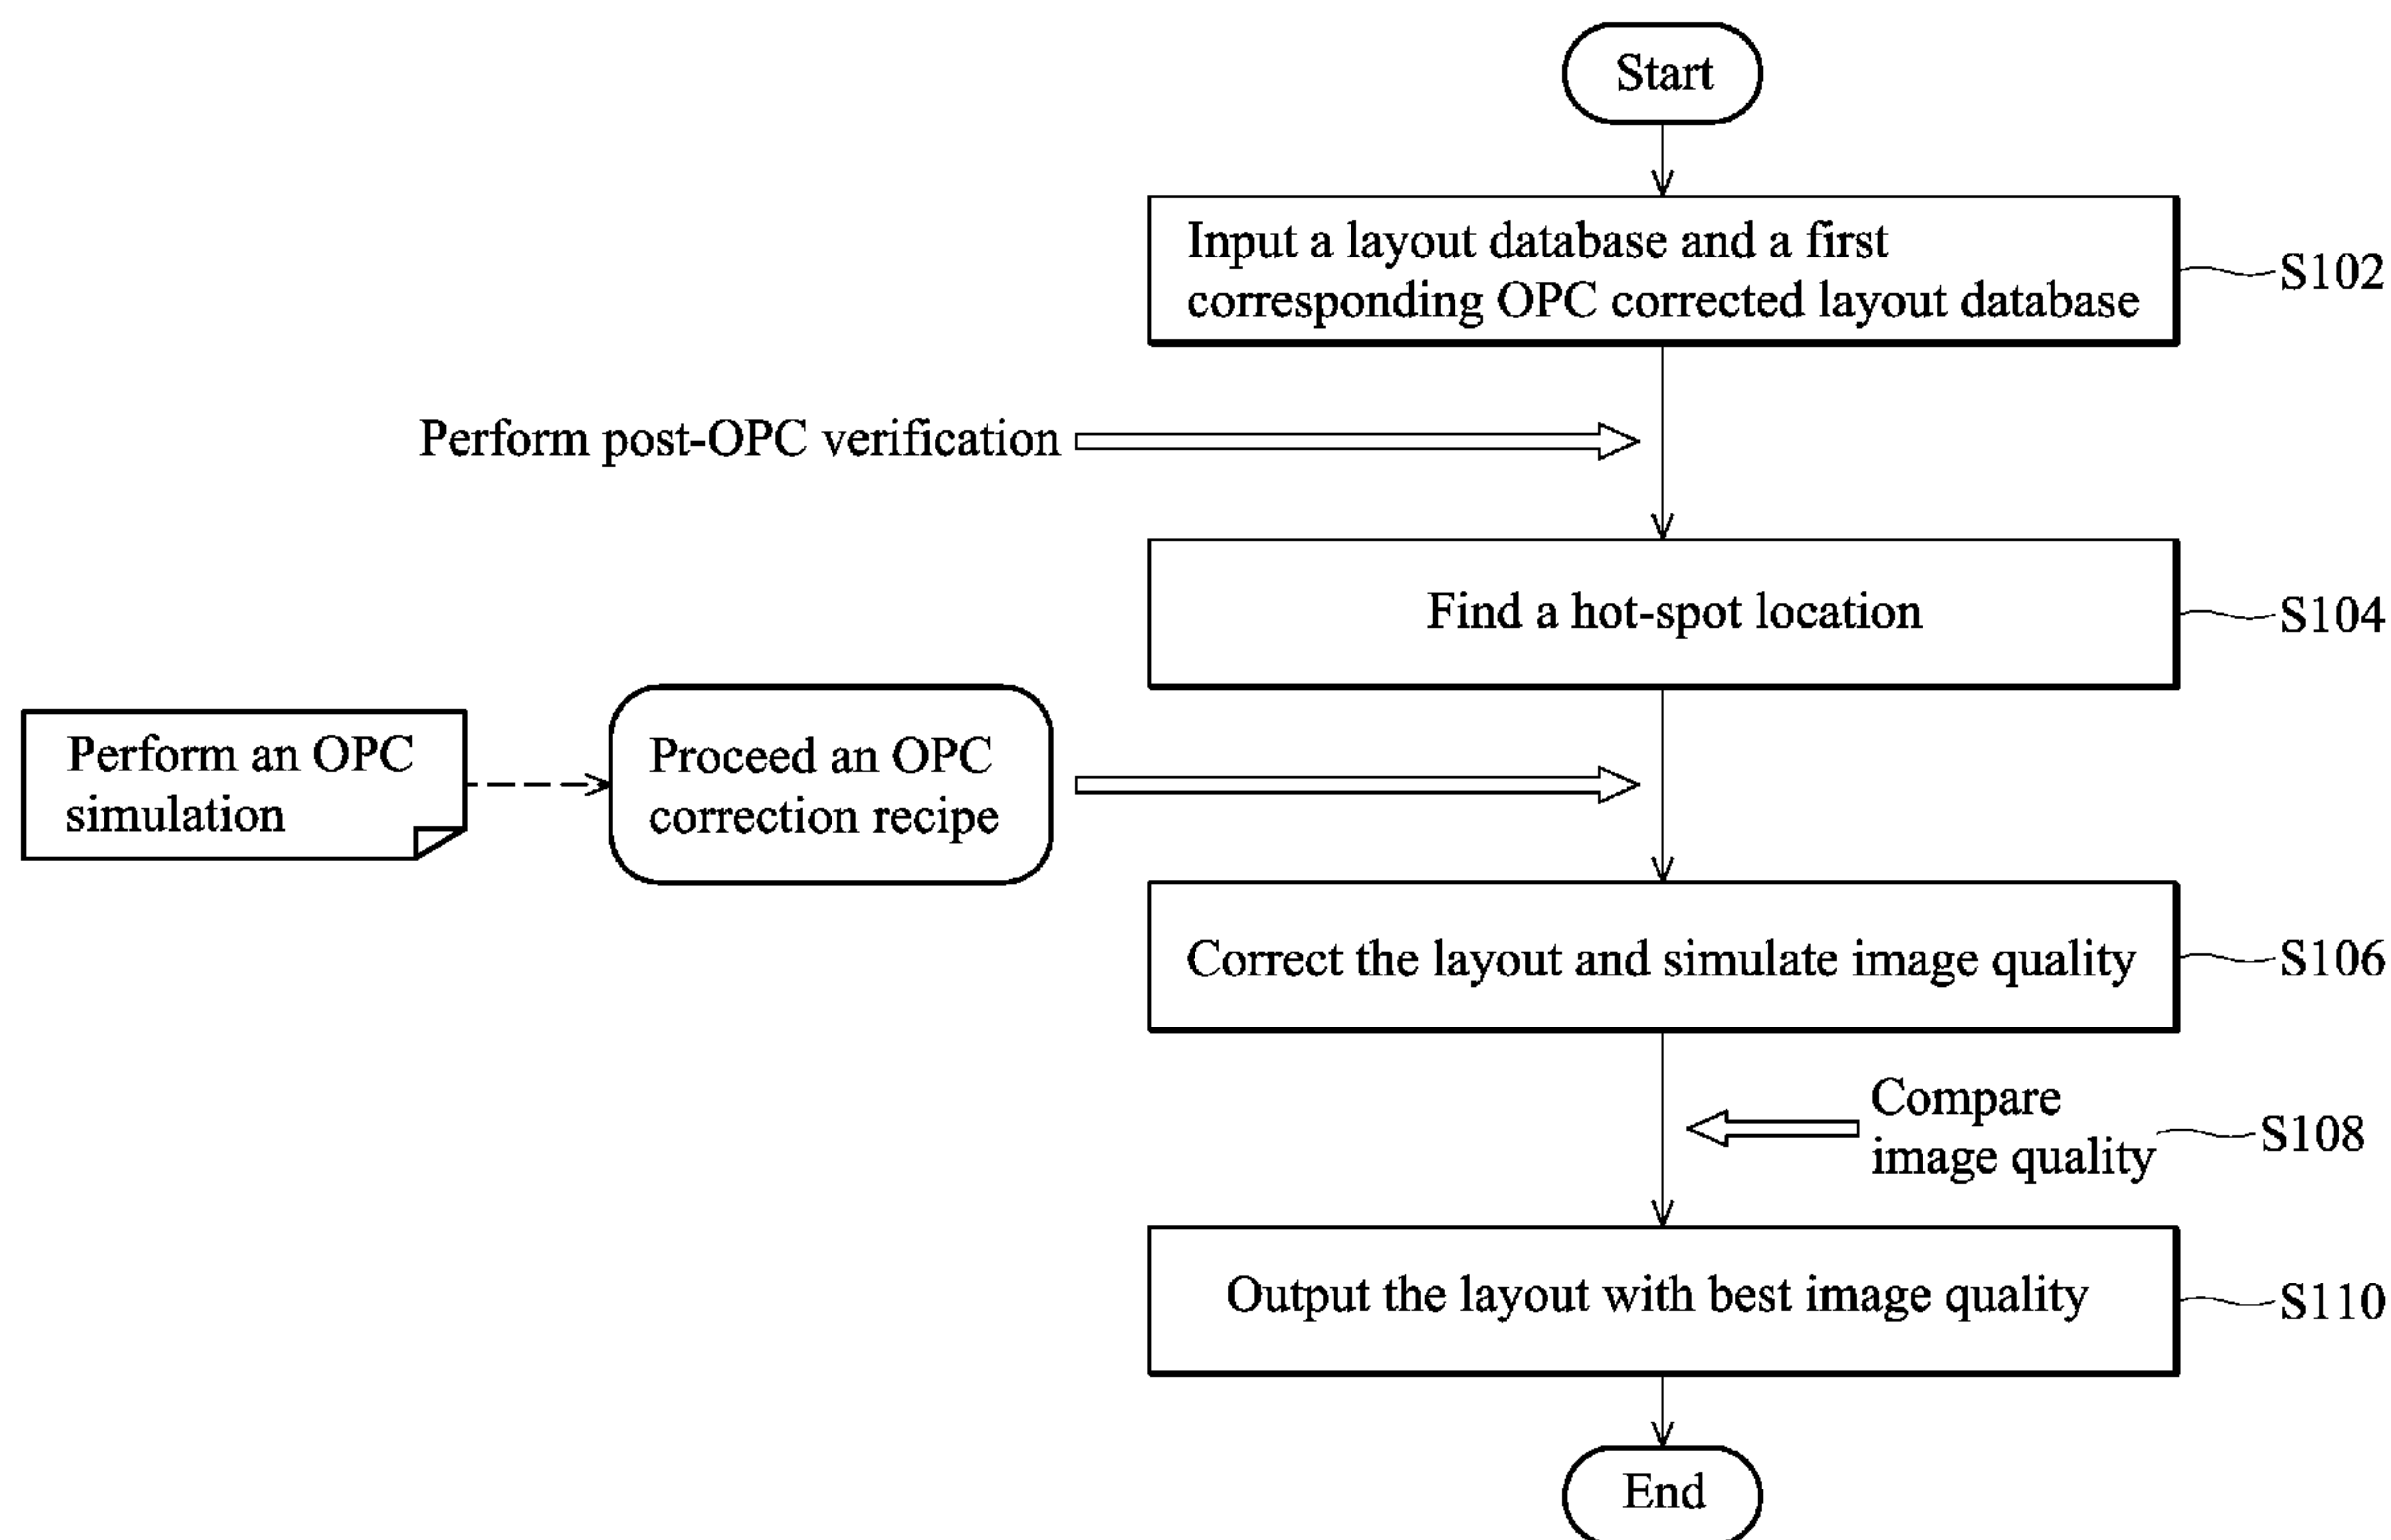 Start
Input a layout database and a first
corresponding OPC corrected layout database
S102
Perform post-OPC verification
Find a hot-spot location
S104
Perform an OPC
simulation
Proceed an OPC
correction recipe
Correct the layout and simulate image quality
S106
Compare
image quality
S108
Output the layout with best image quality
S110
End